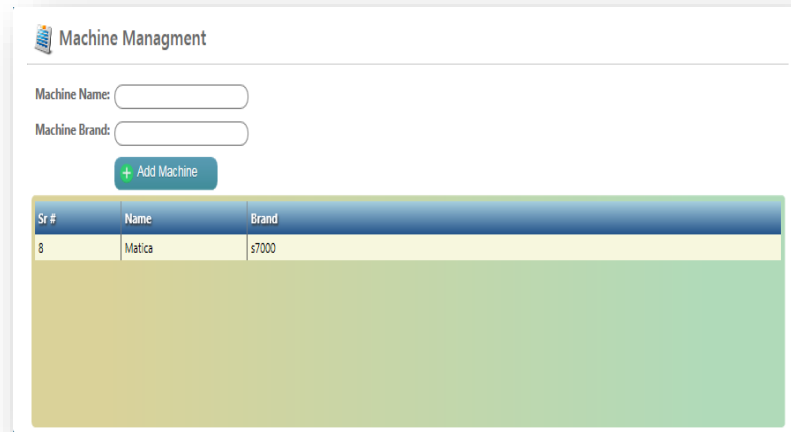 Machine Managment
Machine Name:
Machine Brand:
Add Machine
Sr # Name Brand
8 Matica s7000